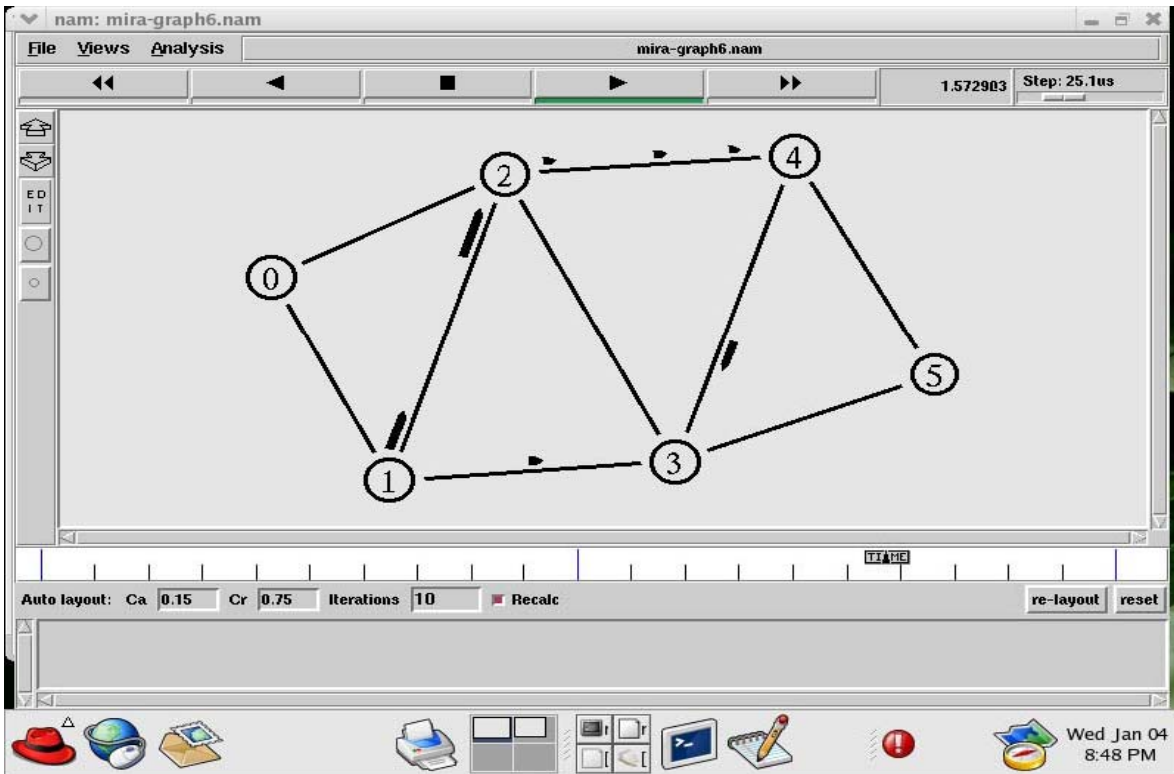 nam: mira-graph6.nam
File Views Analysis mira-graph6.nam
1.572903 Step: 25.1us
E D
I T
2
4
0
5
3
1
TIME
Auto layout: Ca 0.15 Cr 0.75 Iterations 10 Recalc re-layout reset
Wed Jan 04
8:48 PM